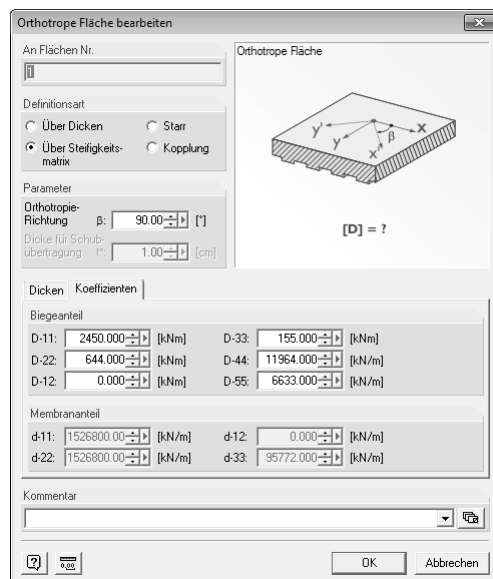 Orthotrope Fläche bearbeiten
An Flächen Nr.
1
Definitionsart
Über Dicken
Starr
Über Steifigkeits-
matrix
Kopplung
Parameter
Orthotropie-
Richtung β: 90.00 [°]
Dicke für Schub-
übertragung t*: 1.00 [cm]
Orthotrope Fläche
y' y x' β x
[D] = ?
Dicken Koeffizienten
Biegeanteil
D-11: 2450.000 [kNm] D-33: 155.000 [kNm]
D-22: 644.000 [kNm] D-44: 11964.000 [kN/m]
D-12: 0.000 [kNm] D-55: 6633.000 [kN/m]
Membrananteil
d-11: 1526800.00 [kN/m] d-12: 0.000 [kN/m]
d-22: 1526800.00 [kN/m] d-33: 95772.000 [kN/m]
Kommentar
0,00
OK Abbrechen